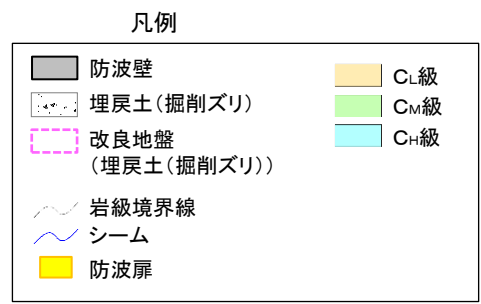 凡例
防波壁
埋戻土（掘削ズリ）
改良地盤
（埋戻土（掘削ズリ））
岩級境界線
シーム
防波扉
CL級
CM級
CH級